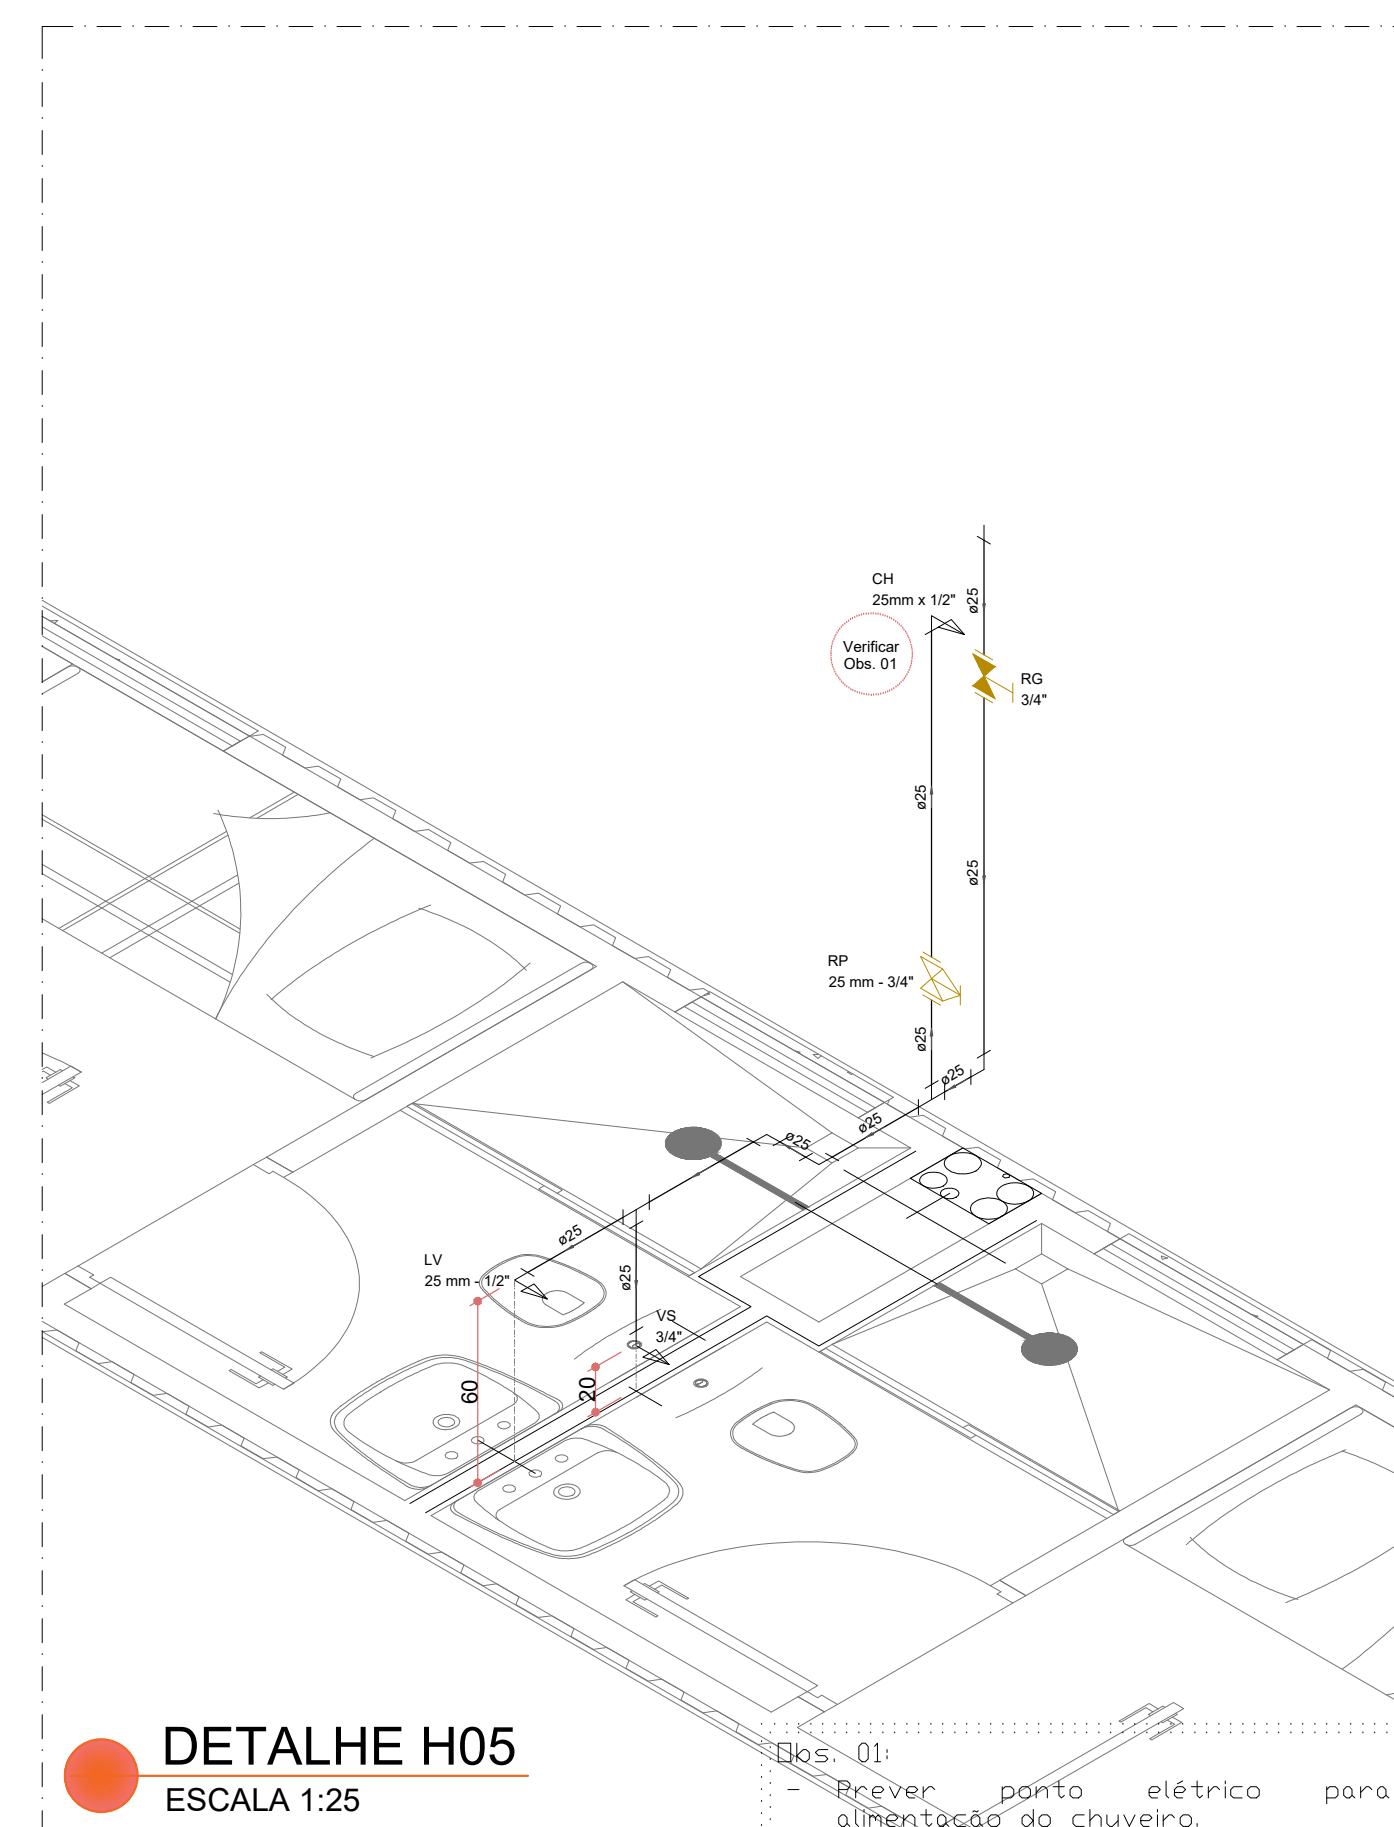 CH
25mm x 1/2"
ø25
Verificar
Obs. 01
RG
3/4"
ø25
ø25
RP
25 mm - 3/4"
ø25
ø25
ø25
ø25
ø25
ø25
LV
25 mm - 1/2"
VS
3/4"
60
20
DETALHE H05
ESCALA 1:25
Obs. 01:
- Prever ponto elétrico para
alimentação do chuveiro.